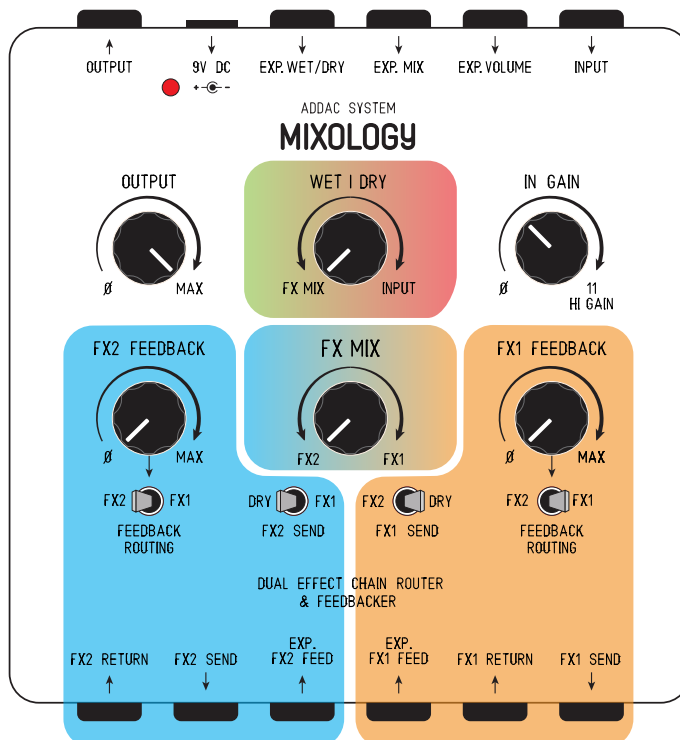 OUTPUT
9V DC
EXP. WET/DRY
EXP. MIX
EXP. VOLUME
INPUT
+ -
ADDAC SYSTEM
MIXOLOGY
OUTPUT
Ø MAX
WET | DRY
FX MIX INPUT
IN GAIN
Ø 11
HI GAIN
FX2 FEEDBACK
Ø MAX
FX MIX
FX2 FX1
FX1 FEEDBACK
Ø MAX
FX2 FX1
FEEDBACK
ROUTING
DRY FX1
FX2 SEND
FX2 DRY
FX1 SEND
FX2 FX1
FEEDBACK
ROUTING
DUAL EFFECT CHAIN ROUTER
& FEEDBACKER
FX2 RETURN
FX2 SEND
EXP.
FX2 FEED
EXP.
FX1 FEED
FX1 RETURN
FX1 SEND